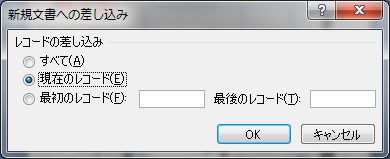 新規文書への差し込み
レコードの差し込み
すべて(A)
現在のレコード(E)
最初のレコード(F): 最後のレコード(T):
OK キャンセル